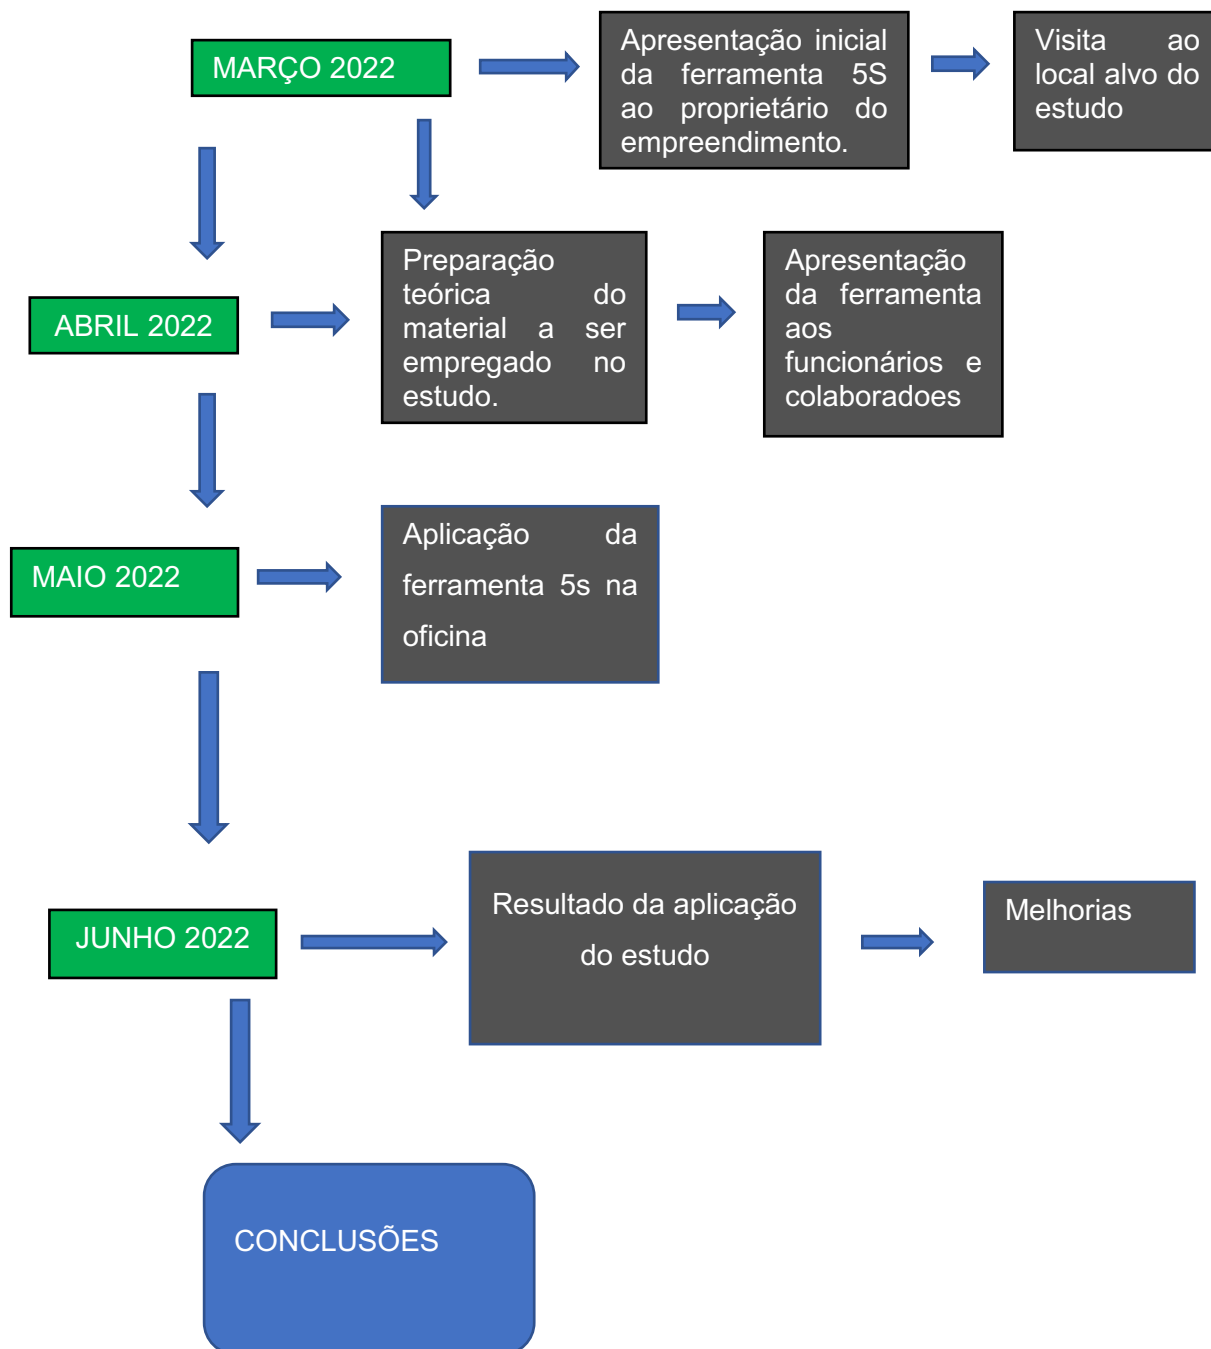 MARÇO 2022
Apresentação inicial
da ferramenta 5S
ao proprietário do
empreendimento.
Visita ao
local alvo do
estudo
ABRIL 2022
Preparação
teórica do
material a ser
empregado no
estudo.
Apresentação
da ferramenta
aos
funcionários e
colaboradoes
MAIO 2022
Aplicação da
ferramenta 5s na
oficina
JUNHO 2022
Resultado da aplicação
do estudo
Melhorias
CONCLUSÕES